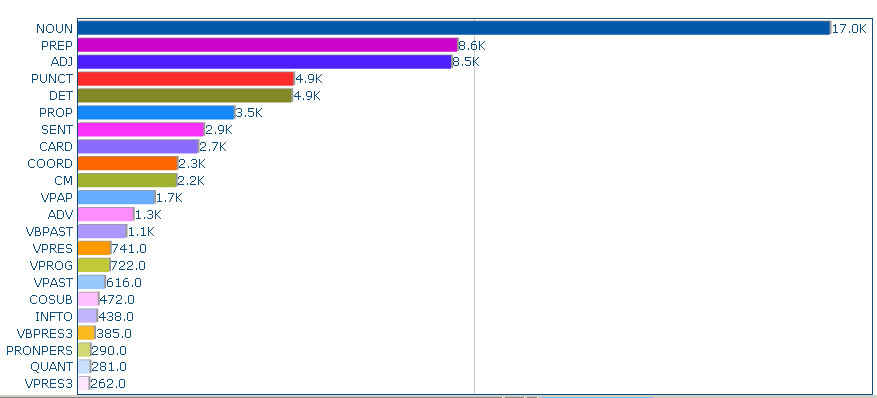 NOUN 17.0K
PREP 8.6K
ADJ 8.5K
PUNCT 4.9K
DET 4.9K
PROP 3.5K
SENT 2.9K
CARD 2.7K
COORD 2.3K
CM 2.2K
VPAP 1.7K
ADV 1.3K
VBPAST 1.1K
VPRES 741.0
VPROG 722.0
VPAST 616.0
COSUB 472.0
INFTO 438.0
VBPRES3 385.0
PRONPERS 290.0
QUANT 281.0
VPRES3 262.0